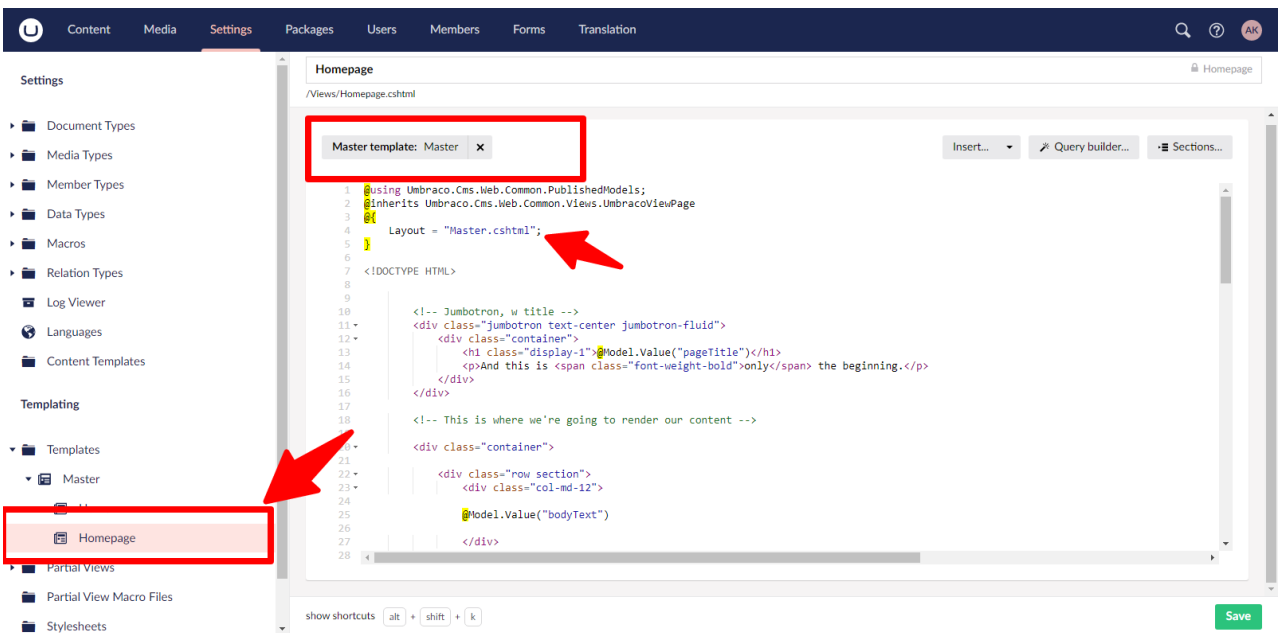 Content Media Settings Packages Users Members Forms Translation AK
Settings
Document Types
Media Types
Member Types
Data Types
Macros
Relation Types
Log Viewer
Languages
Content Templates
Templating
Templates
Master
Homepage
Partial Views
Partial View Macro Files
Stylesheets
Homepage Homepage
/Views/Homepage.cshtml
Master template: Master × Insert... Query builder... Sections...
1 @using Umbraco.Cms.Web.Common.PublishedModels;
2 @inherits Umbraco.Cms.Web.Common.Views.UmbracoViewPage
3 @{
4 Layout = "Master.cshtml";
5 }
6
7 <!DOCTYPE HTML>
8
9
10 <!-- Jumbotron, w title -->
11 <div class="jumbotron text-center jumbotron-fluid">
12 <div class="container">
13 <h1 class="display-1">@Model.Value("pageTitle")</h1>
14 <p>And this is <span class="font-weight-bold">only</span> the beginning.</p>
15 </div>
16 </div>
17
18 <!-- This is where we're going to render our content -->
<div class="container">
21
22 <div class="row section">
23 <div class="col-md-12">
24
25 @Model.Value("bodyText")
26
27 </div>
28
show shortcuts alt + shift + k Save